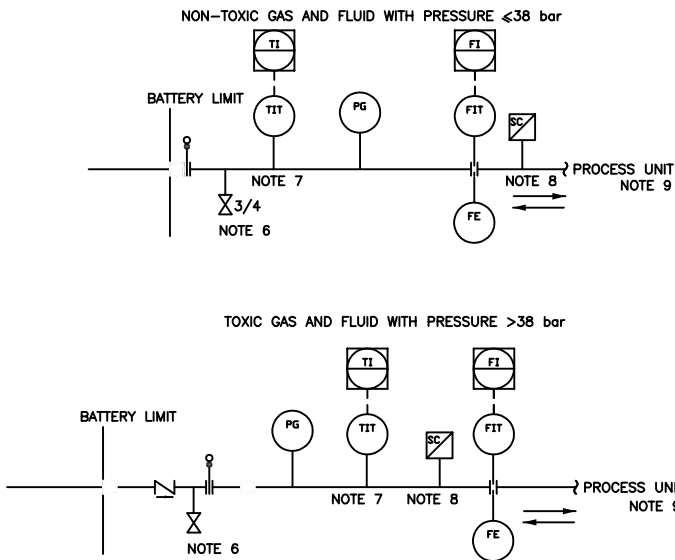 NON-TOXIC GAS AND FLUID WITH PRESSURE ⩽38 bar
TI
FI
BATTERY LIMIT
TIT
PG
FIT
SC
PROCESS UNIT
NOTE 7
NOTE 8
NOTE 9
3/4
NOTE 6
FE
TOXIC GAS AND FLUID WITH PRESSURE >38 bar
TI
FI
BATTERY LIMIT
PG
TIT
SC
FIT
PROCESS UNI
NOTE 7
NOTE 8
NOTE 9
NOTE 6
FE